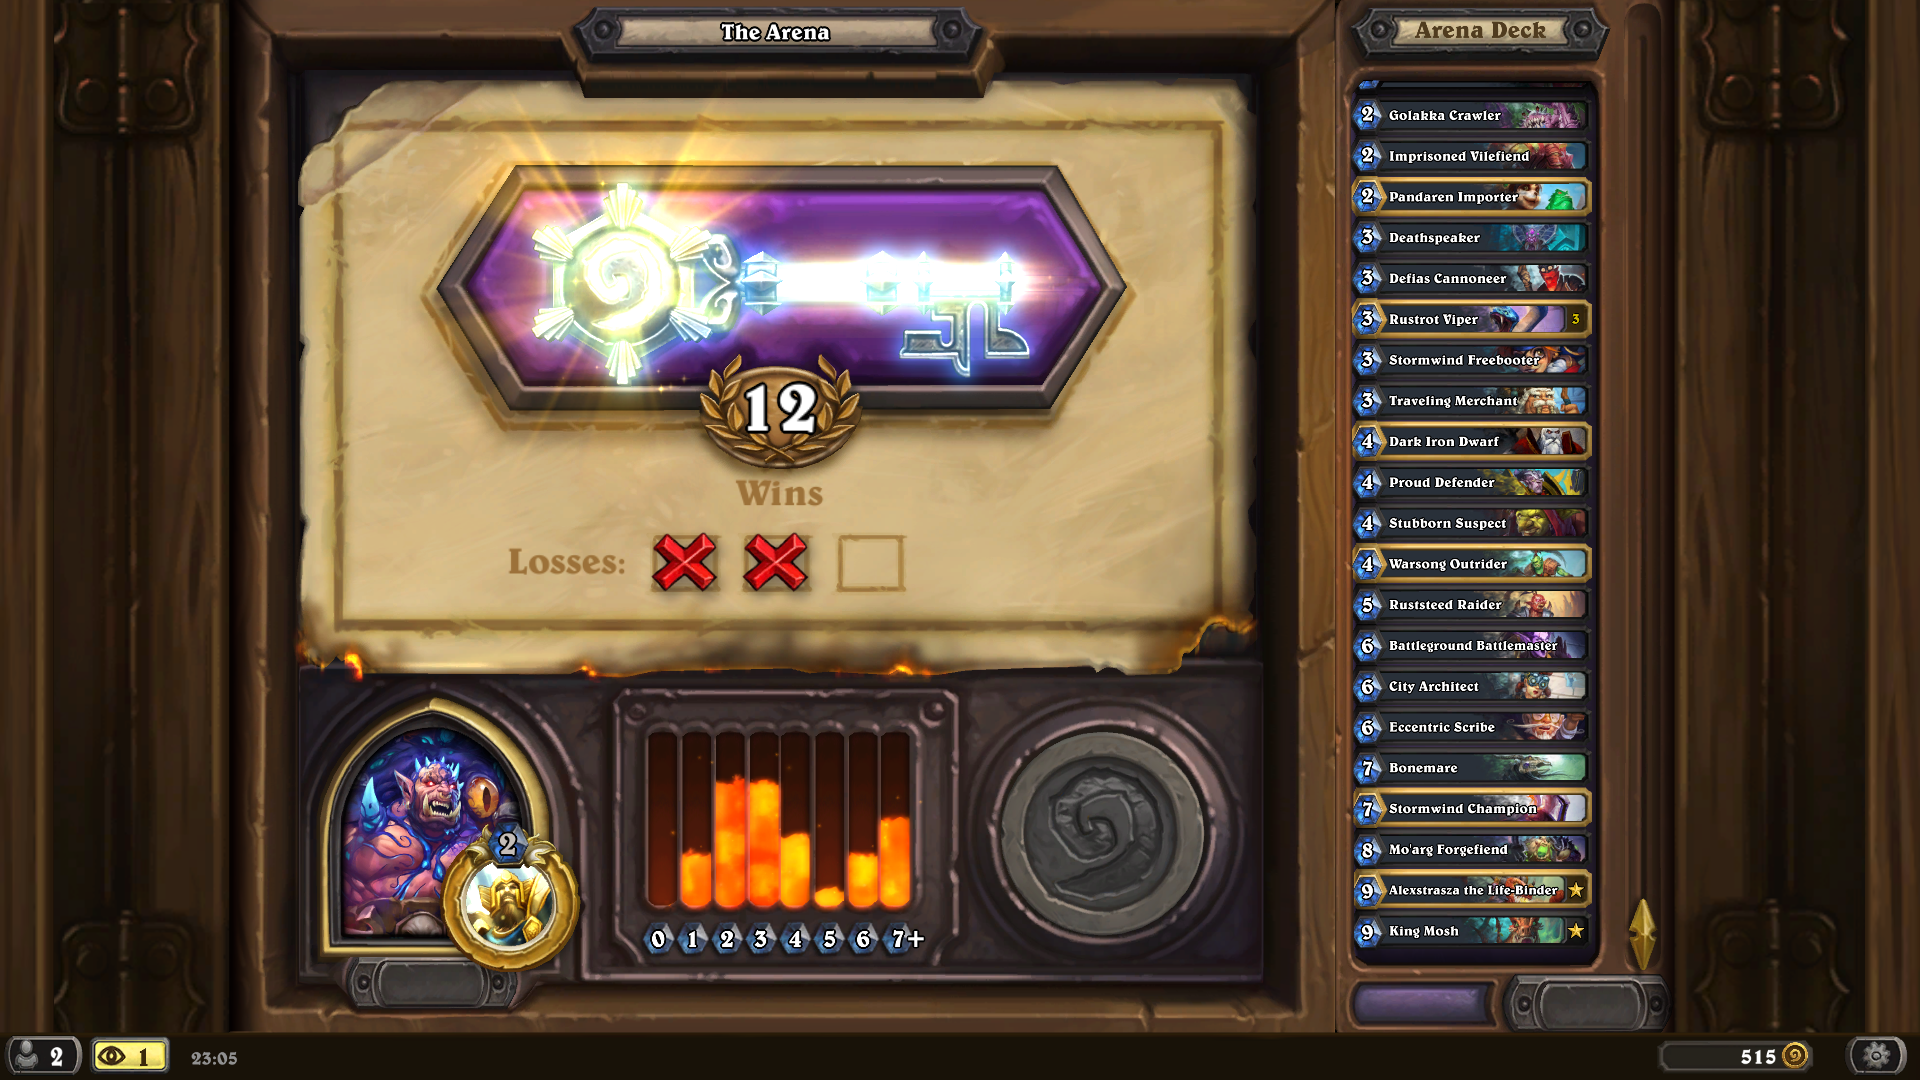 The Arena
12
Wins
Losses:
2
0 1 2 3 4 5 6 7+
Arena Deck
2 Golakka Crawler
2 Imprisoned Vilefiend
2 Pandaren Importer
3 Deathspeaker
3 Defias Cannoneer
3 Rustrot Viper 3
3 Stormwind Freebooter
3 Traveling Merchant
4 Dark Iron Dwarf
4 Proud Defender
4 Stubborn Suspect
4 Warsong Outrider
5 Ruststeed Raider
6 Battleground Battlemaster
6 City Architect
6 Eccentric Scribe
7 Bonemare
7 Stormwind Champion
8 Mo'arg Forgefiend
9 Alexstrasza the Life-Binder
9 King Mosh
2
1
23:05
515